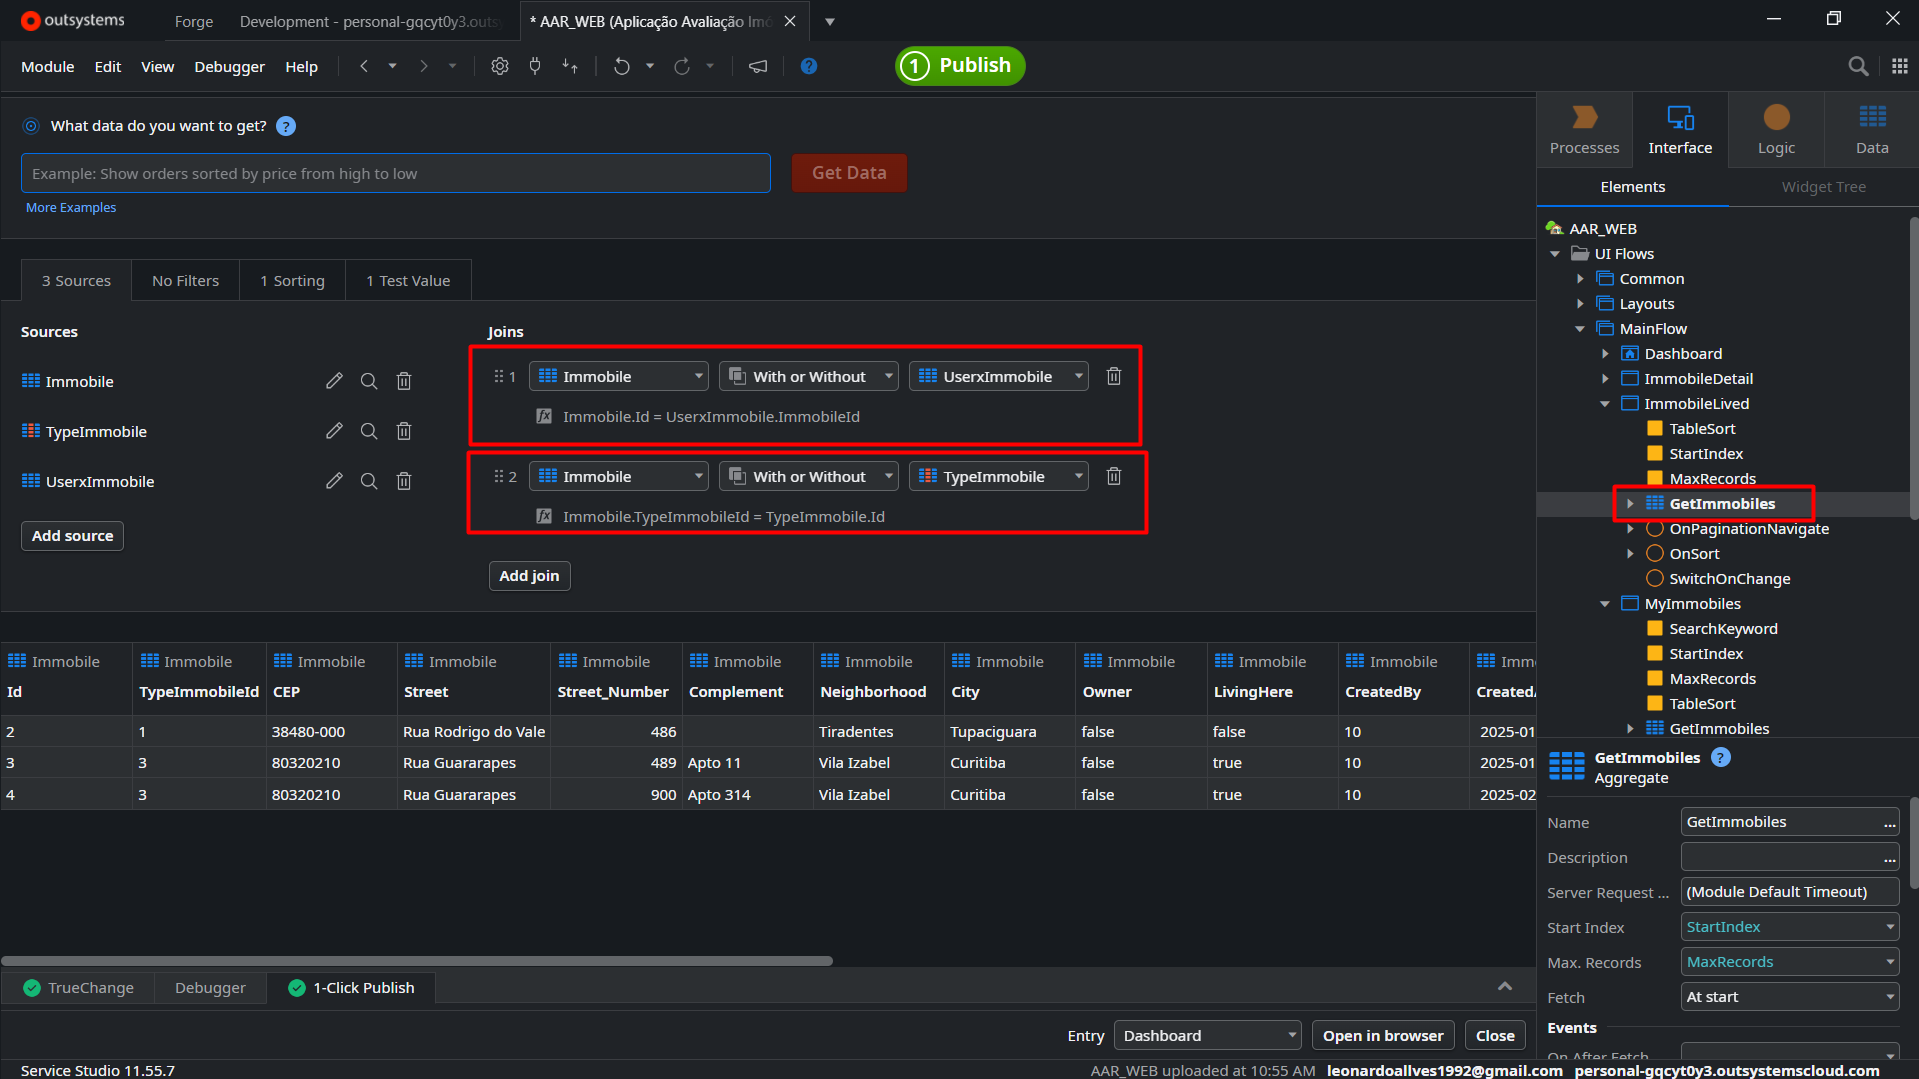 outsystems
Forge
Development - personal-gqcyt0y3.outs
* AAR_WEB (Aplicação Avaliação Imó
Module Edit View Debugger Help
1 Publish
What data do you want to get? ?
Example: Show orders sorted by price from high to low
Get Data
More Examples
3 Sources No Filters 1 Sorting 1 Test Value
Sources
Immobile
TypeImmobile
UserxImmobile
Add source
Joins
1 Immobile With or Without UserxImmobile
fx Immobile.Id = UserxImmobile.ImmobileId
2 Immobile With or Without TypeImmobile
fx Immobile.TypeImmobileId = TypeImmobile.Id
Add join
Immobile Immobile Immobile Immobile Immobile Immobile Immobile Immobile Immobile Immobile Immobile Imm
Id TypeImmobileId CEP Street Street_Number Complement Neighborhood City Owner LivingHere CreatedBy Created
2 1 38480-000 Rua Rodrigo do Vale 486 Tiradentes Tupaciguara false false 10 2025-01
3 3 80320210 Rua Guararapes 489 Apto 11 Vila Izabel Curitiba false true 10 2025-01
4 3 80320210 Rua Guararapes 900 Apto 314 Vila Izabel Curitiba false true 10 2025-02
TrueChange Debugger 1-Click Publish
Entry Dashboard Open in browser Close
Processes Interface Logic Data
Elements Widget Tree
AAR_WEB
UI Flows
Common
Layouts
MainFlow
Dashboard
ImmobileDetail
ImmobileLived
TableSort
StartIndex
MaxRecords
GetImmobiles
OnPaginationNavigate
OnSort
SwitchOnChange
MyImmobiles
SearchKeyword
StartIndex
MaxRecords
TableSort
GetImmobiles
GetImmobiles ?
Aggregate
Name GetImmobiles ...
Description ...
Server Request ... (Module Default Timeout)
Start Index StartIndex
Max. Records MaxRecords
Fetch At start
Events
On After Fetch
Service Studio 11.55.7
AAR_WEB uploaded at 10:55 AM leonardoallves1992@gmail.com personal-gqcyt0y3.outsystemscloud.com